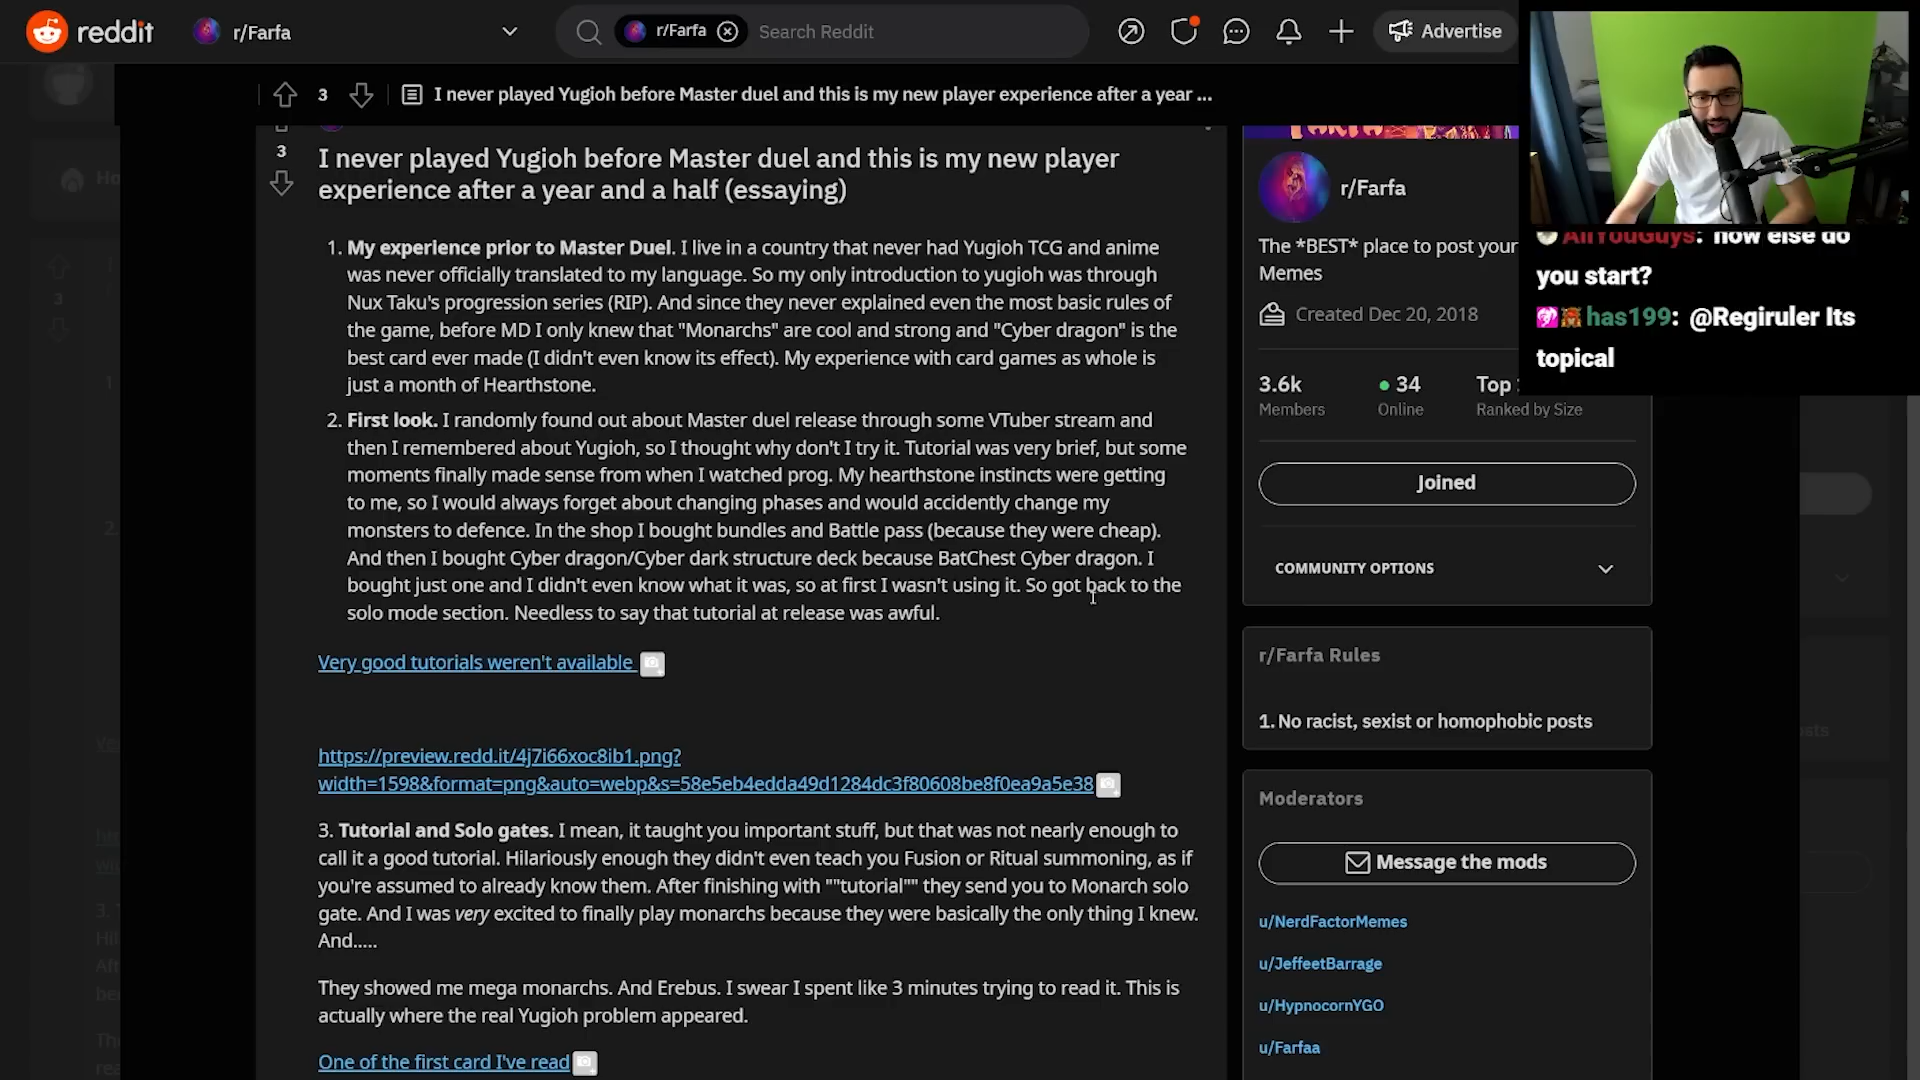 reddit
r/Farfa
r/Farfa
Search Reddit
Advertise
3
I never played Yugioh before Master duel and this is my new player experience after a year ...
3
I never played Yugioh before Master duel and this is my new player
experience after a year and a half (essaying)
1. My experience prior to Master Duel. I live in a country that never had Yugioh TCG and anime
was never officially translated to my language. So my only introduction to yugioh was through
Nux Taku's progression series (RIP). And since they never explained even the most basic rules of
the game, before MD I only knew that "Monarchs" are cool and strong and "Cyber dragon" is the
best card ever made (I didn't even know its effect). My experience with card games as whole is
just a month of Hearthstone.
2. First look. I randomly found out about Master duel release through some VTuber stream and
then I remembered about Yugioh, so I thought why don't I try it. Tutorial was very brief, but some
moments finally made sense from when I watched prog. My hearthstone instincts were getting
to me, so I would always forget about changing phases and would accidently change my
monsters to defence. In the shop I bought bundles and Battle pass (because they were cheap).
And then I bought Cyber dragon/Cyber dark structure deck because BatChest Cyber dragon. I
bought just one and I didn't even know what it was, so at first I wasn't using it. So got back to the
solo mode section. Needless to say that tutorial at release was awful.
Very good tutorials weren't available
https://preview.redd.it/4j7i66xoc8ib1.png?
width=1598&format=png&auto=webp&s=58e5eb4edda49d1284dc3f80608be8f0ea9a5e38
3. Tutorial and Solo gates. I mean, it taught you important stuff, but that was not nearly enough to
call it a good tutorial. Hilariously enough they didn't even teach you Fusion or Ritual summoning, as if
you're assumed to already know them. After finishing with ""tutorial"" they send you to Monarch solo
gate. And I was very excited to finally play monarchs because they were basically the only thing I knew.
And.....
They showed me mega monarchs. And Erebus. I swear I spent like 3 minutes trying to read it. This is
actually where the real Yugioh problem appeared.
One of the first card I've read
r/Farfa
The *BEST* place to post your
Memes
Created Dec 20, 2018
3.6k
34
Top
Members
Online
Ranked by Size
Joined
COMMUNITY OPTIONS
r/Farfa Rules
1. No racist, sexist or homophobic posts
Moderators
Message the mods
u/NerdFactorMemes
u/JeffeetBarrage
u/HypnocornYGO
u/Farfaa
AllYouGuys: how else do
you start?
has199: @Regiruler Its
topical